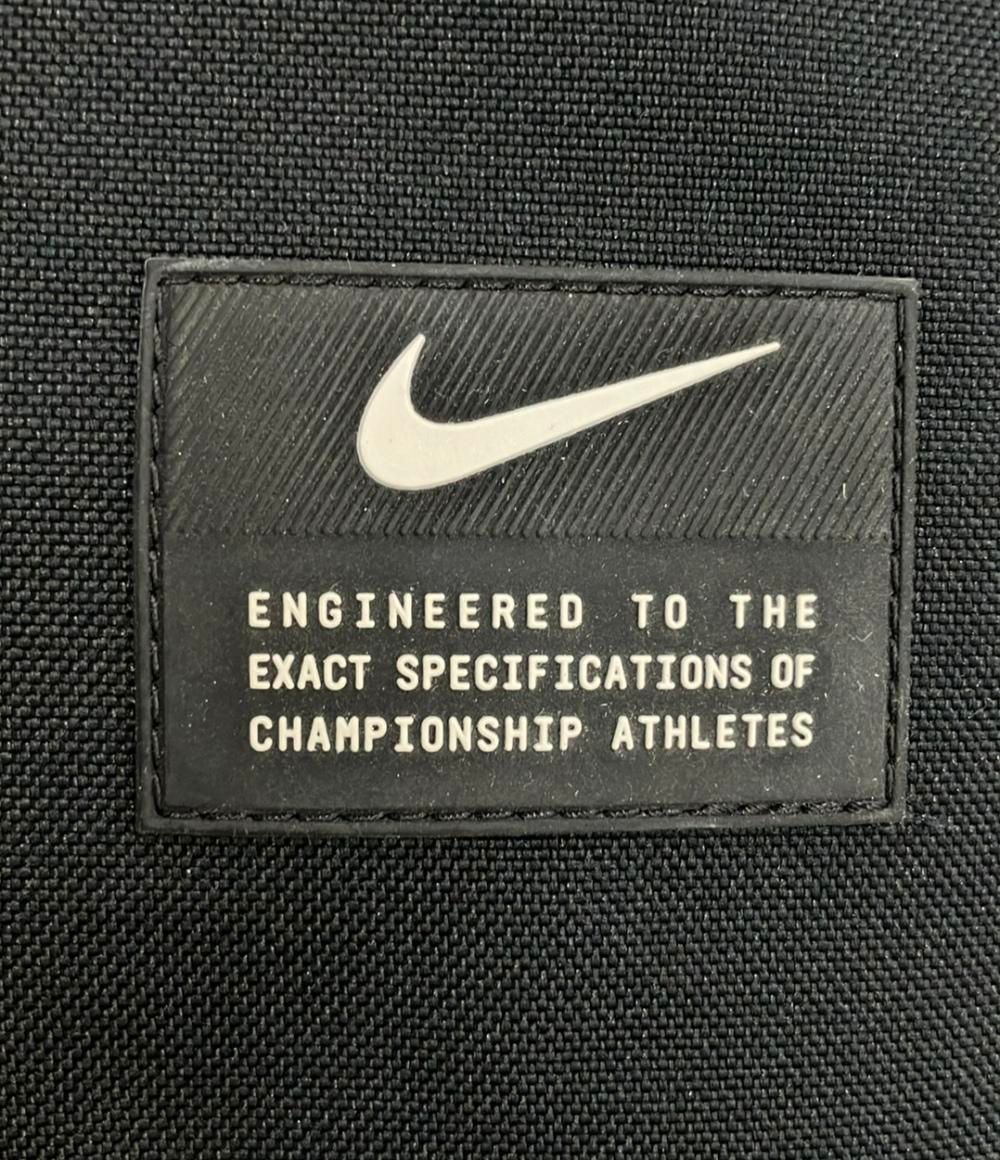 ENGINEERED TO THE
EXACT SPECIFICATIONS OF
CHAMPIONSHIP ATHLETES